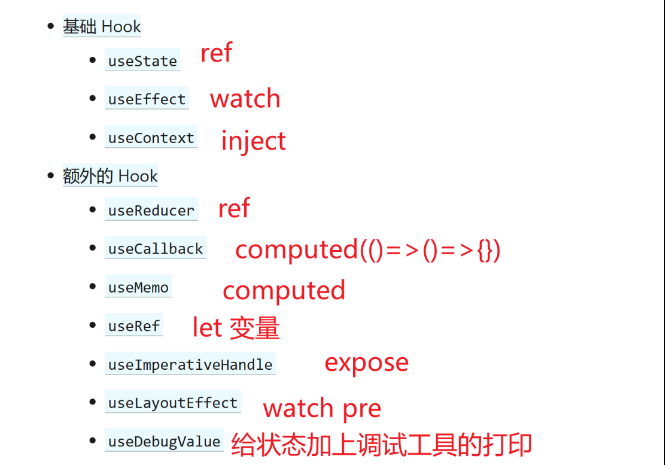 基础 Hook
useState ref
useEffect watch
useContext inject
额外的 Hook
useReducer ref
useCallback computed(()=>()=>{})
useMemo computed
useRef let 变量
useImperativeHandle expose
useLayoutEffect watch pre
useDebugValue 给状态加上调试工具的打印